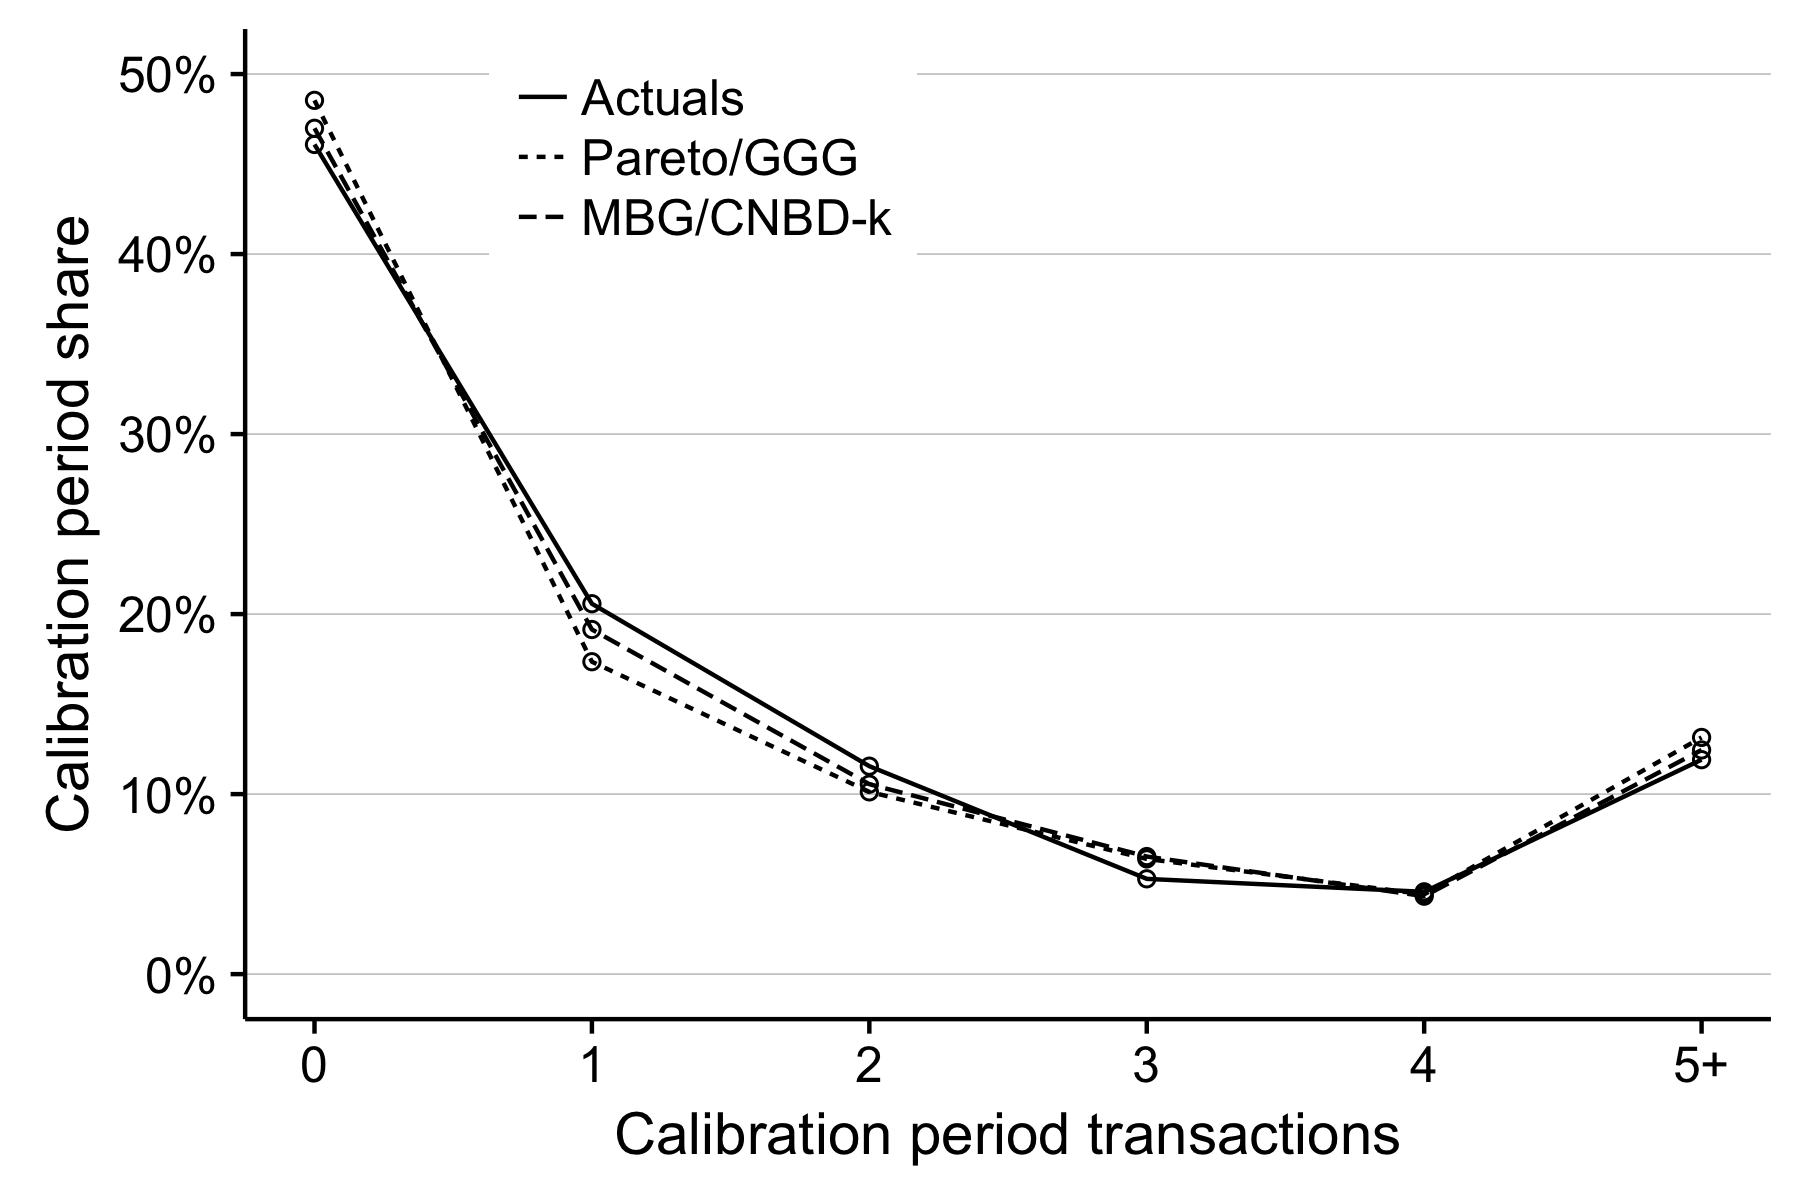 Calibration period share
50%
40%
30%
20%
10%
0%
Actuals
Pareto/GGG
MBG/CNBD-k
0 1 2 3 4 5+
Calibration period transactions